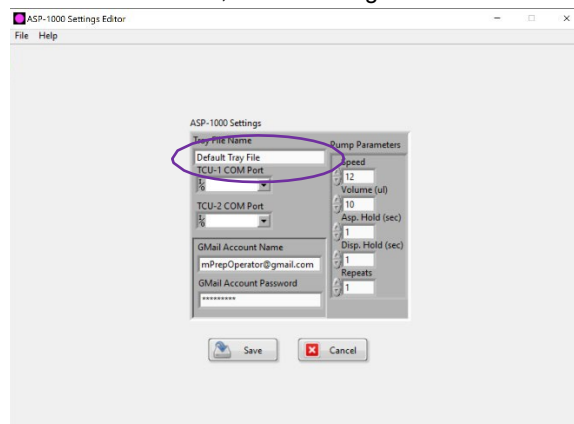 ASP-1000 Settings Editor
File Help
ASP-1000 Settings
Tray File Name
Default Tray File
TCU-1 COM Port
TCU-2 COM Port
GMail Account Name
mPrepOperator@gmail.com
GMail Account Password
*********
Pump Parameters
Speed
12
Volume (ul)
10
Asp. Hold (sec)
1
Disp. Hold (sec)
1
Repeats
1
Save Cancel